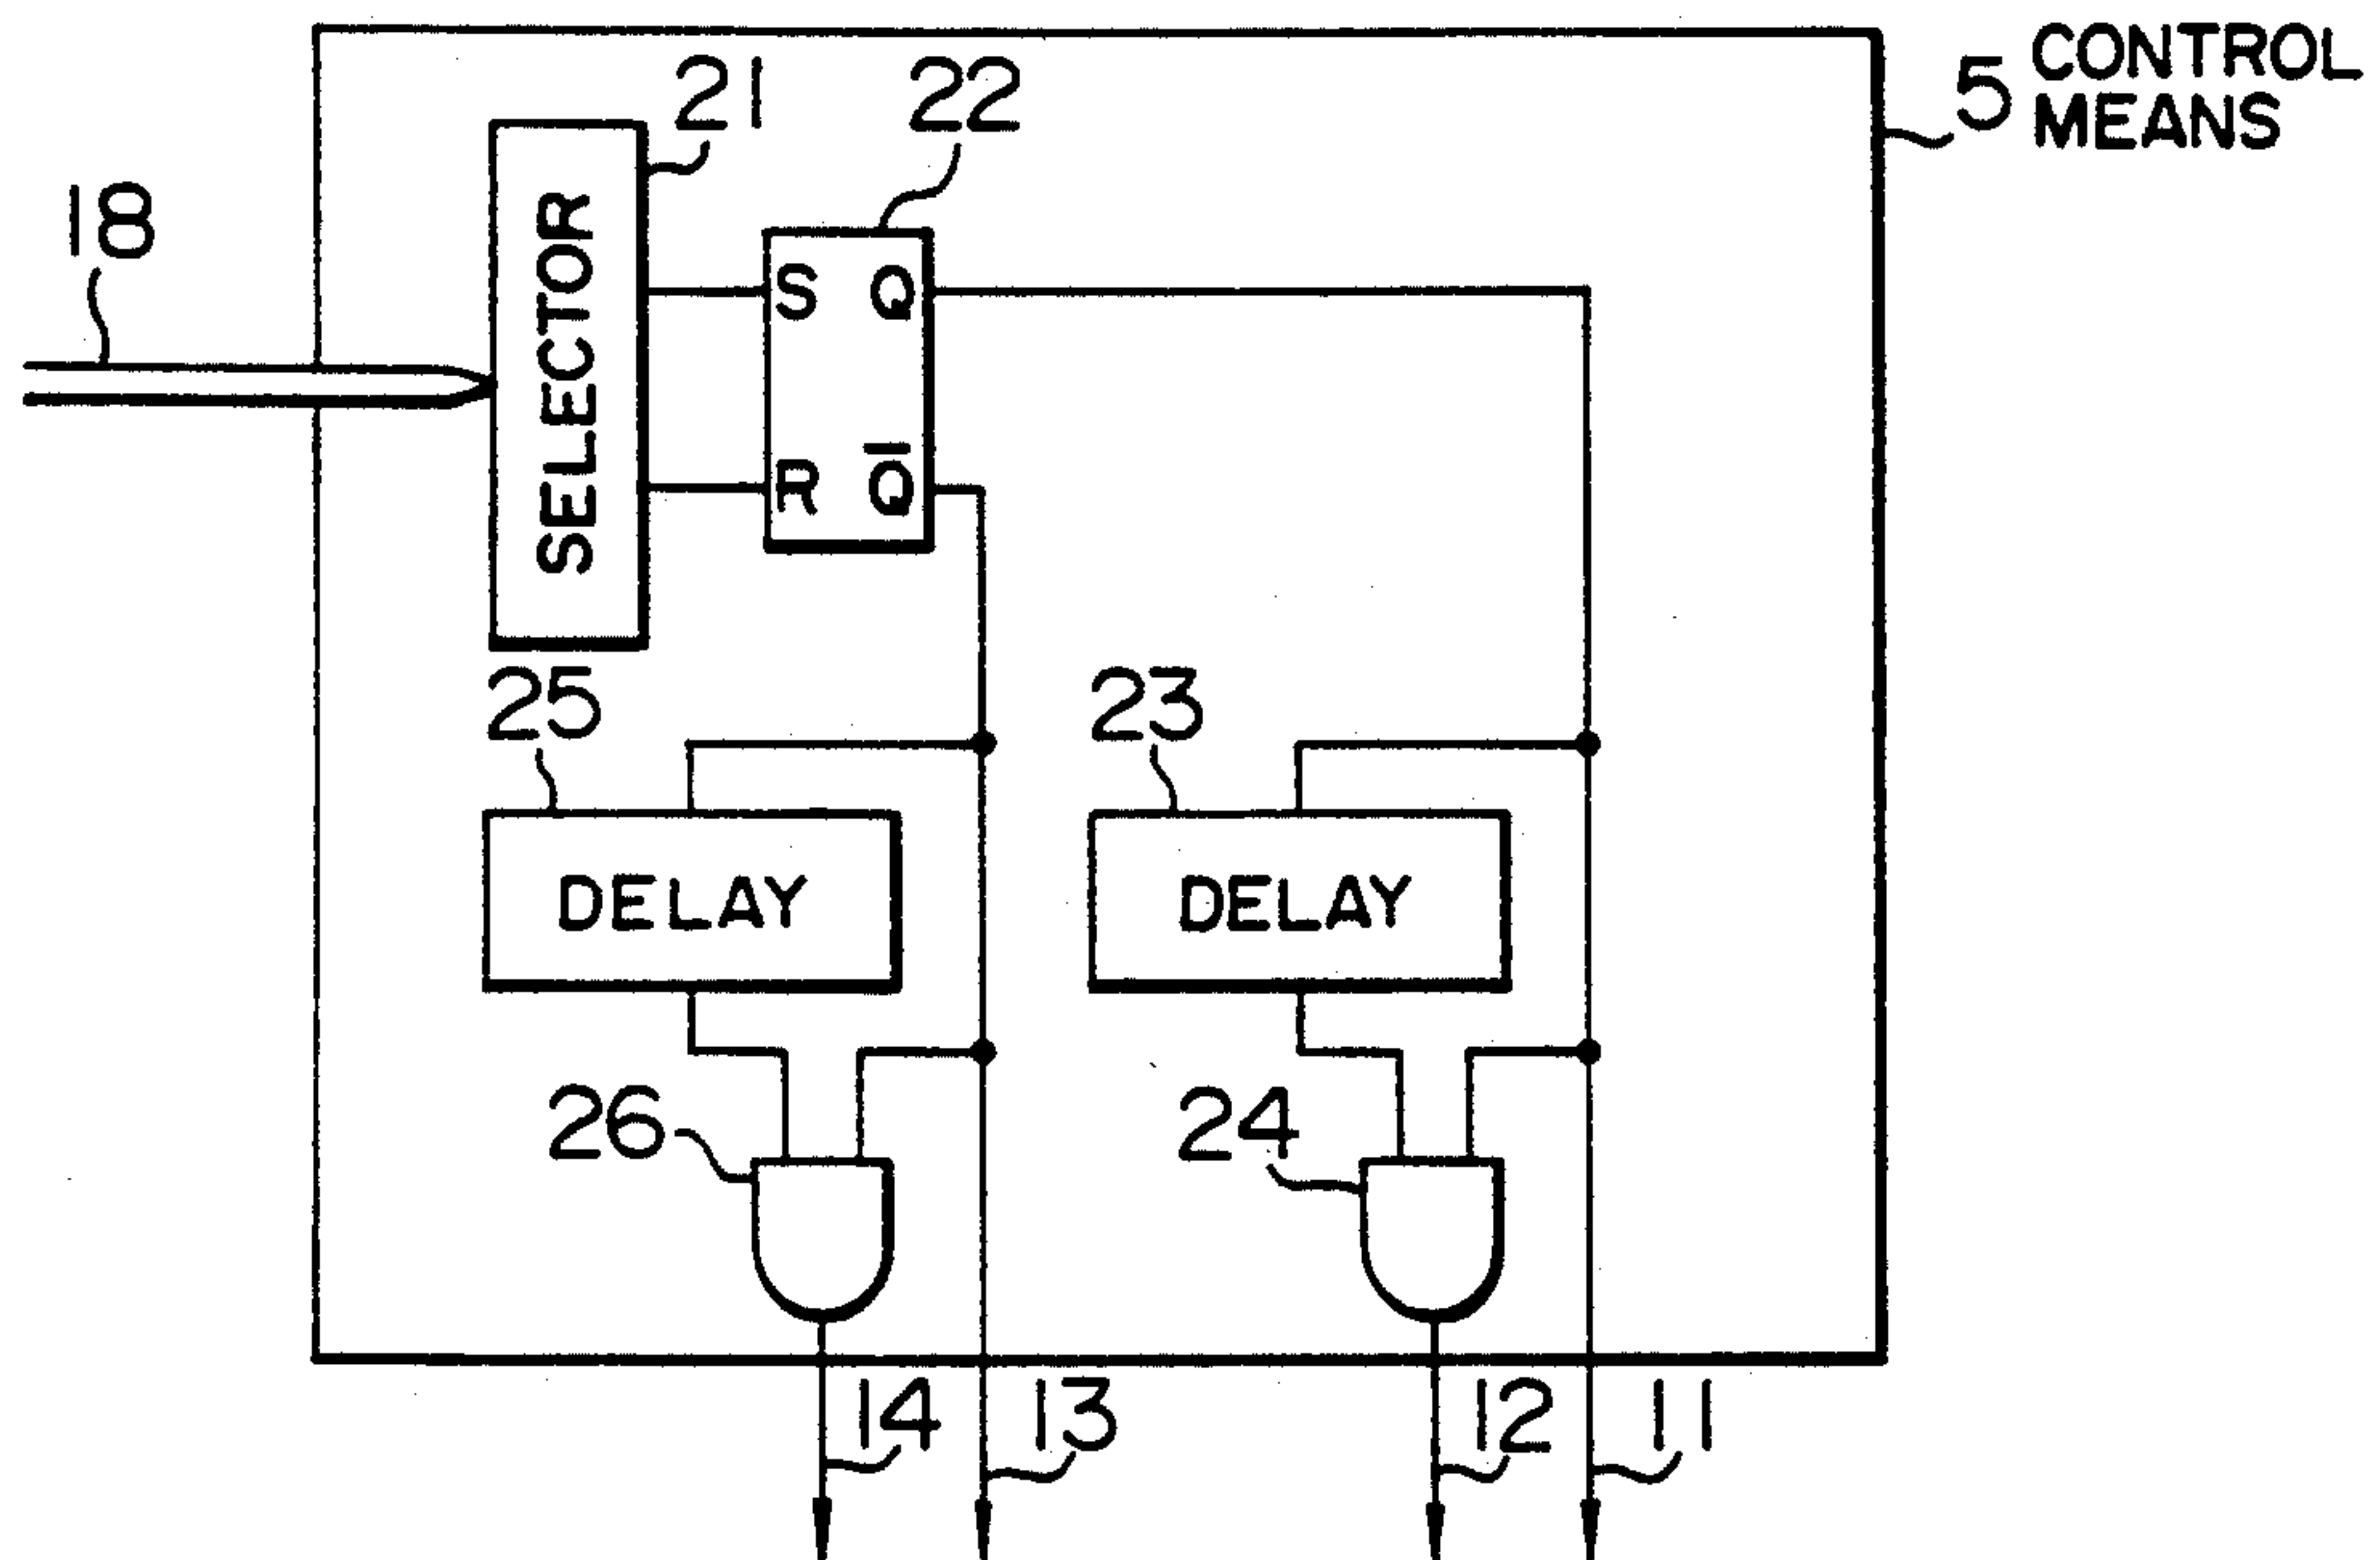 5 CONTROL
MEANS
21
22
18
SELECTOR
S Q
R Q̅
25
23
DELAY
DELAY
26
24
14
13
12
11